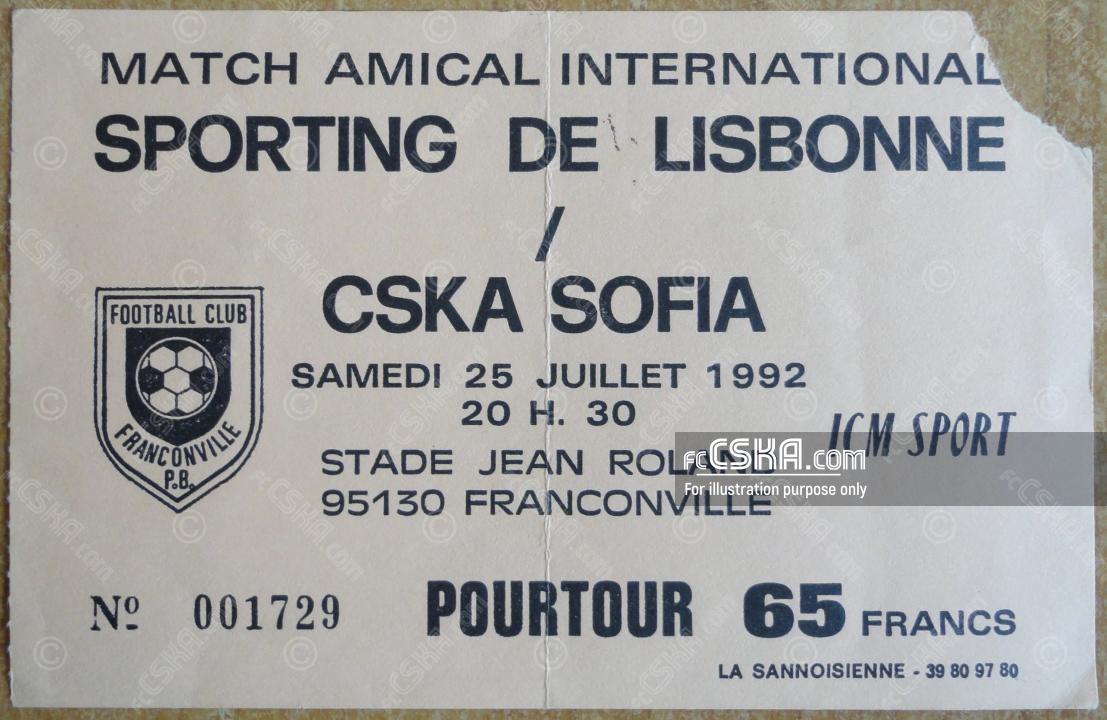 MATCH AMICAL INTERNATIONAL
SPORTING DE LISBONNE
/
CSKA SOFIA
SAMEDI 25 JUILLET 1992
20 H. 30
STADE JEAN ROLAND
95130 FRANCONVILLE
FOOTBALL CLUB
FRANCONVILLE
P.B.
ICM SPORT
fcCSKA.com
For illustration purpose only
Nº 001729
POURTOUR 65 FRANCS
LA SANNOISIENNE - 39 80 97 80